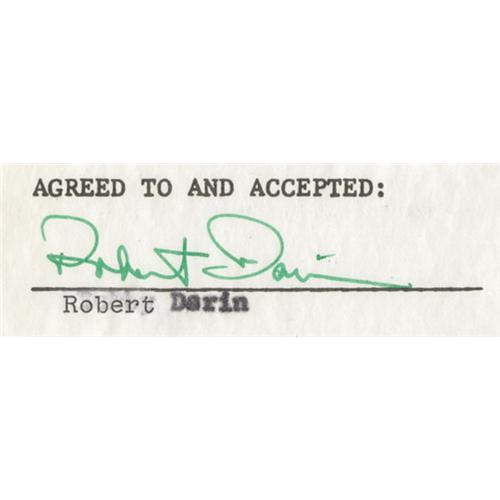 AGREED TO AND ACCEPTED:
Robert Darin
Robert Darin